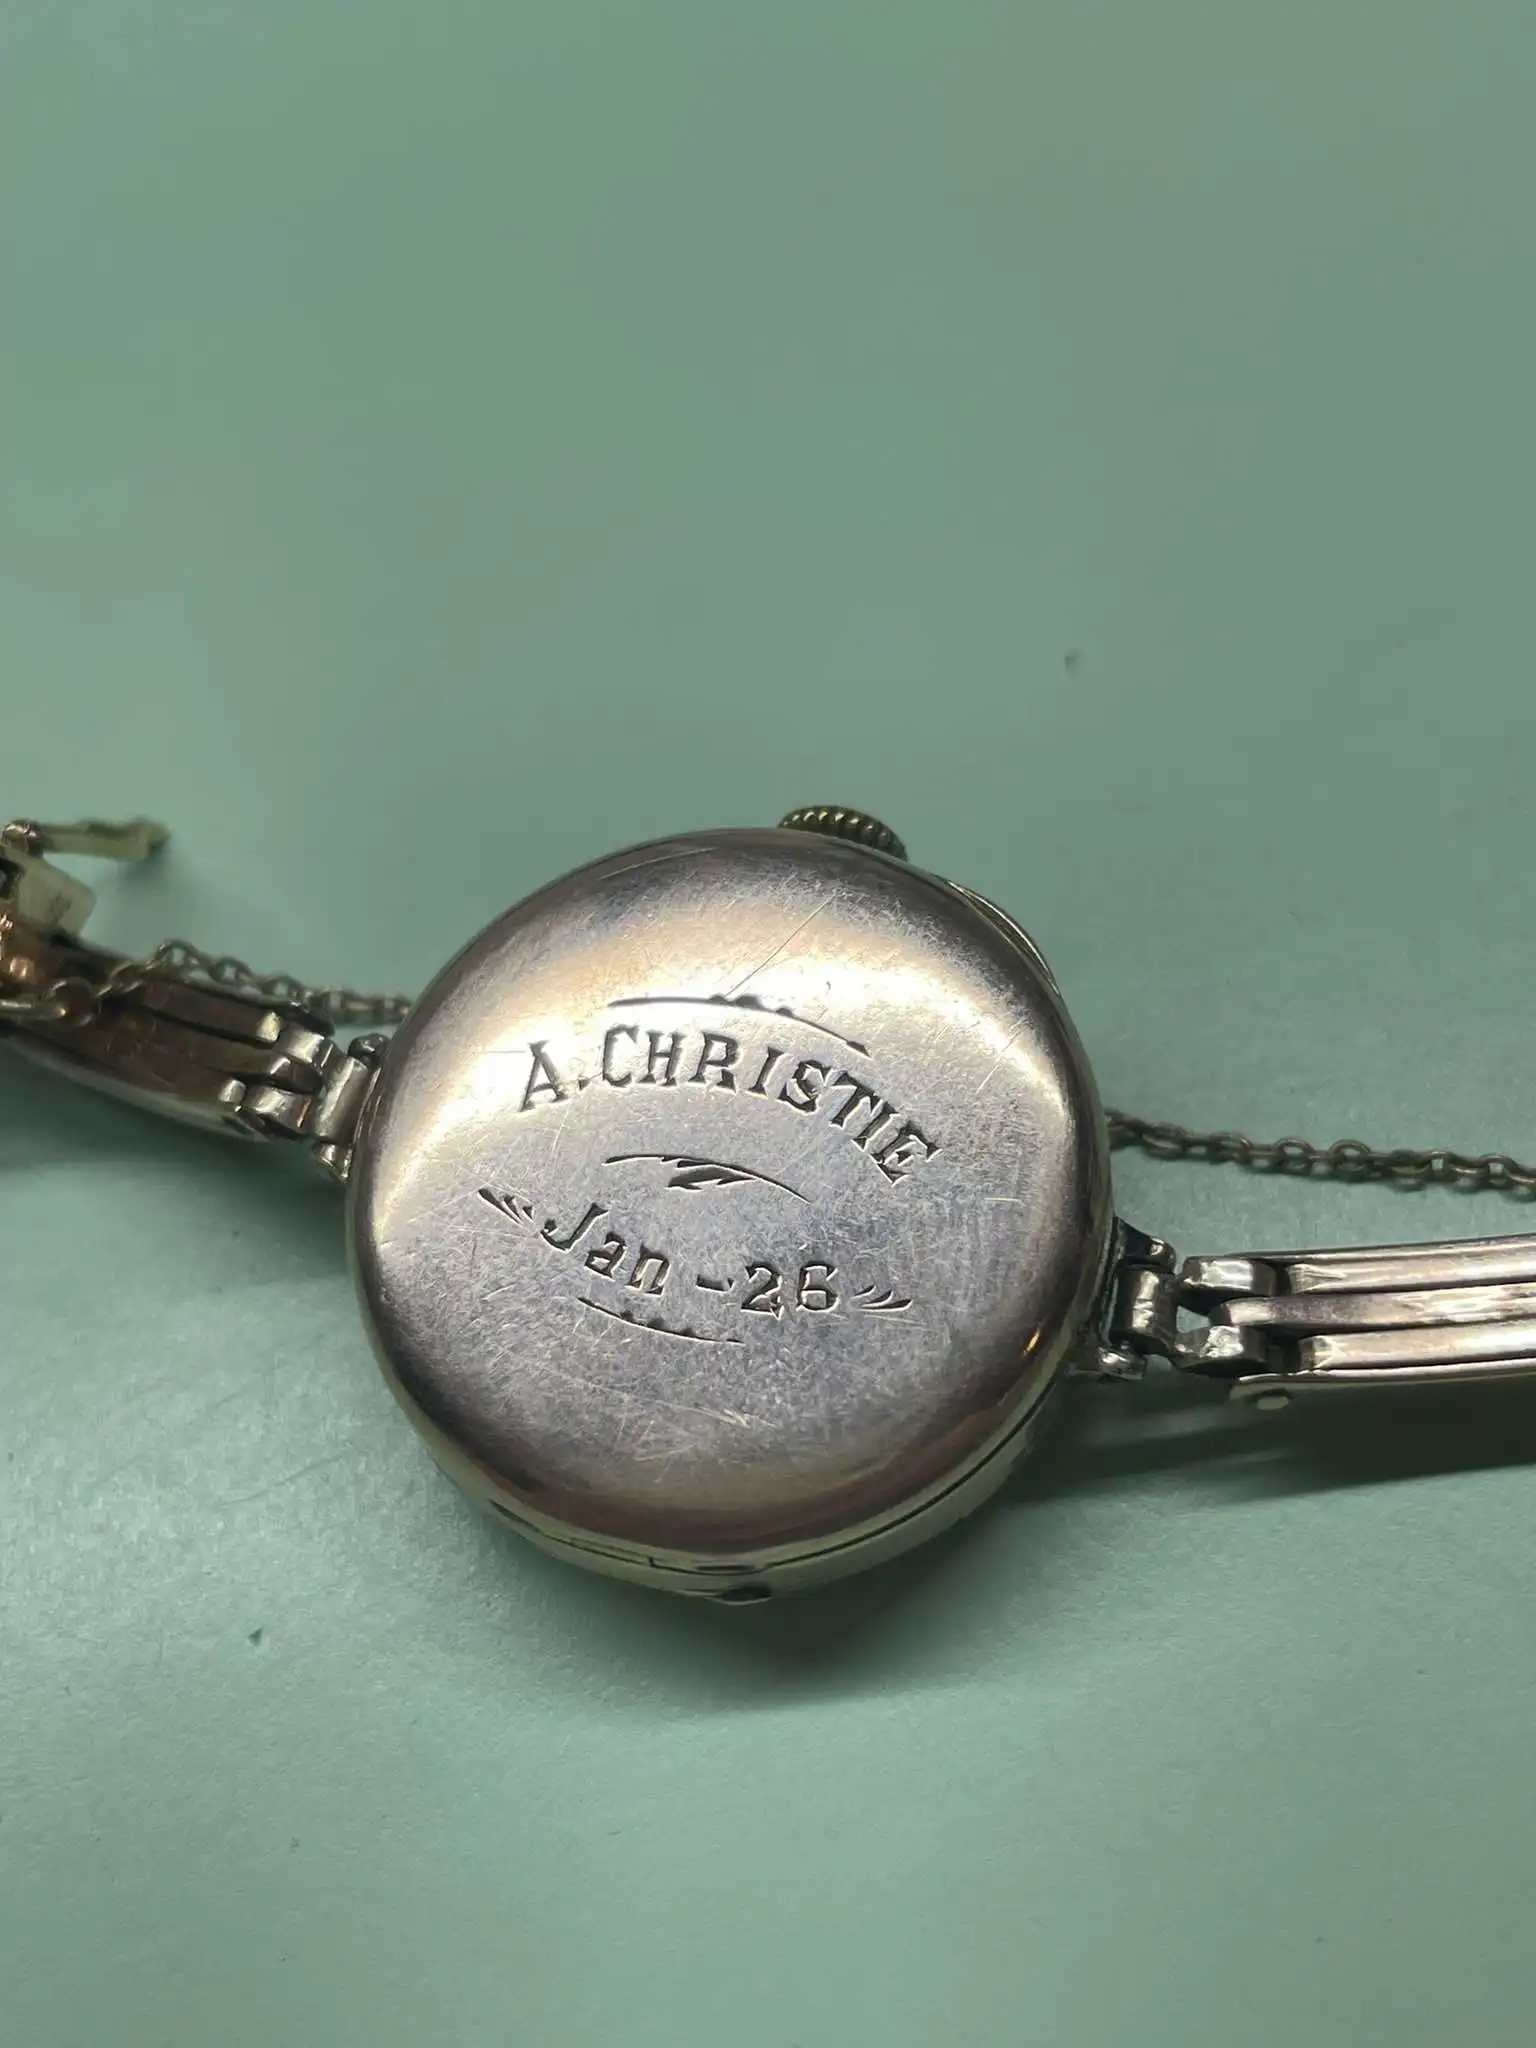 A. CHRISTIE
Jan - 26